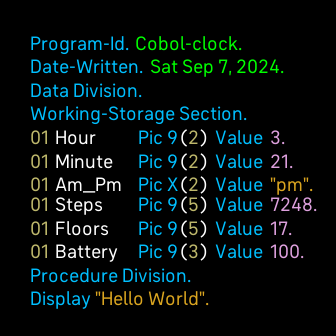 Program-Id. Cobol-clock.
Date-Written. Sat Sep 7, 2024.
Data Division.
Working-Storage Section.
01 Hour Pic 9(2) Value 3.
01 Minute Pic 9(2) Value 21.
01 Am_Pm Pic X(2) Value "pm".
01 Steps Pic 9(5) Value 7248.
01 Floors Pic 9(5) Value 17.
01 Battery Pic 9(3) Value 100.
Procedure Division.
Display "Hello World".